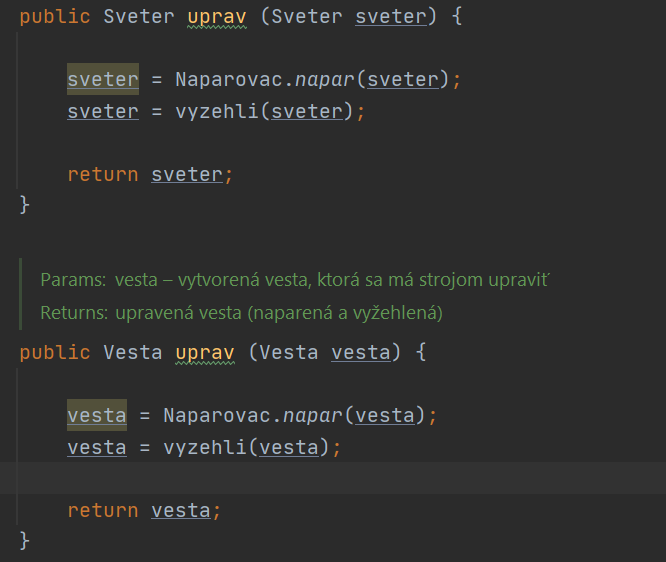 public Sveter uprav (Sveter sveter) {
sveter = Naparovac.napar(sveter);
sveter = vyzehli(sveter);
return sveter;
}
Params: vesta – vytvorená vesta, ktorá sa má strojom upraviť
Returns: upravená vesta (naparená a vyžehlená)
public Vesta uprav (Vesta vesta) {
vesta = Naparovac.napar(vesta);
vesta = vyzehli(vesta);
return vesta;
}